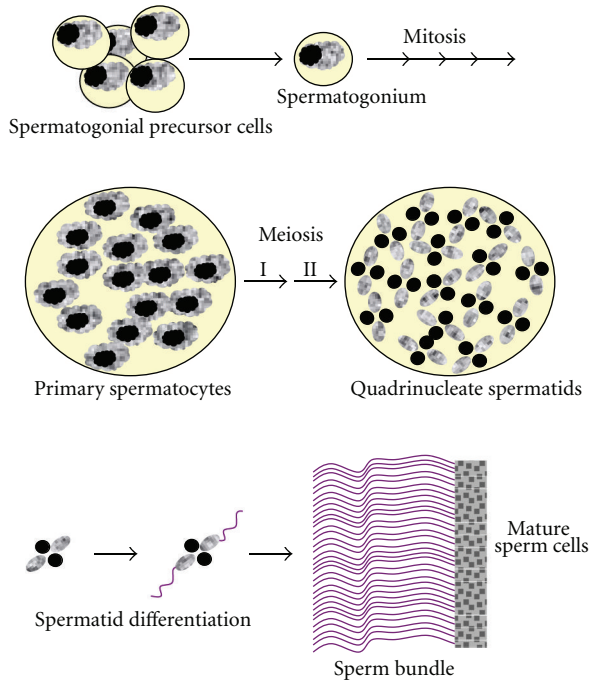 Mitosis
Spermatogonium
Spermatogonial precursor cells
Meiosis
I II
Primary spermatocytes
Quadrinucleate spermatids
Mature
sperm cells
Spermatid differentiation
Sperm bundle